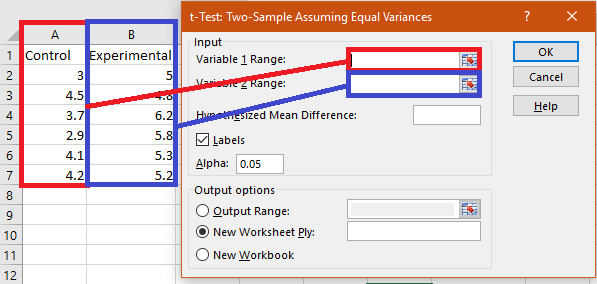 t-Test: Two-Sample Assuming Equal Variances
A B
1 Control Experimental
2 3 5
3 4.5 4.8
4 3.7 6.2
5 2.9 5.8
6 4.1 5.3
7 4.2 5.2
8
9
10
11
12
Input
Variable 1 Range:
Variable 2 Range:
Hypothesized Mean Difference:
Labels
Alpha: 0.05
Output options
Output Range:
New Worksheet Ply:
New Workbook
OK
Cancel
Help